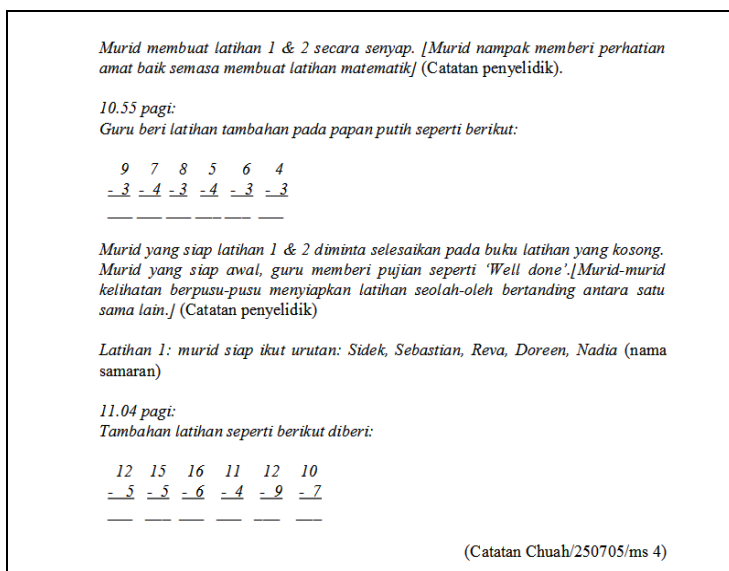 Murid membuat latihan 1 & 2 secara senyap. [Murid nampak memberi perhatian
amat baik semasa membuat latihan matematik] (Catatan penyelidik).
10.55 pagi:
Guru beri latihan tambahan pada papan putih seperti berikut:
9 7 8 5 6 4
- 3 - 4 - 3 - 4 - 3 - 3
Murid yang siap latihan 1 & 2 diminta selesaikan pada buku latihan yang kosong.
Murid yang siap awal, guru memberi pujian seperti 'Well done'.[Murid-murid
kelihatan berpusu-pusu menyiapkan latihan seolah-oleh bertanding antara satu
sama lain.] (Catatan penyelidik)
Latihan 1: murid siap ikut urutan: Sidek, Sebastian, Reva, Doreen, Nadia (nama
samaran)
11.04 pagi:
Tambahan latihan seperti berikut diberi:
12 15 16 11 12 10
- 5 - 5 - 6 - 4 - 9 - 7
(Catatan Chuah/250705/ms 4)